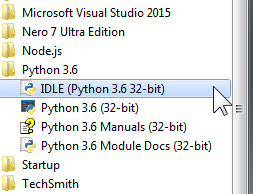 Microsoft Visual Studio 2015
Nero 7 Ultra Edition
Node.js
Python 3.6
IDLE (Python 3.6 32-bit)
Python 3.6 (32-bit)
Python 3.6 Manuals (32-bit)
Python 3.6 Module Docs (32-bit)
Startup
TechSmith